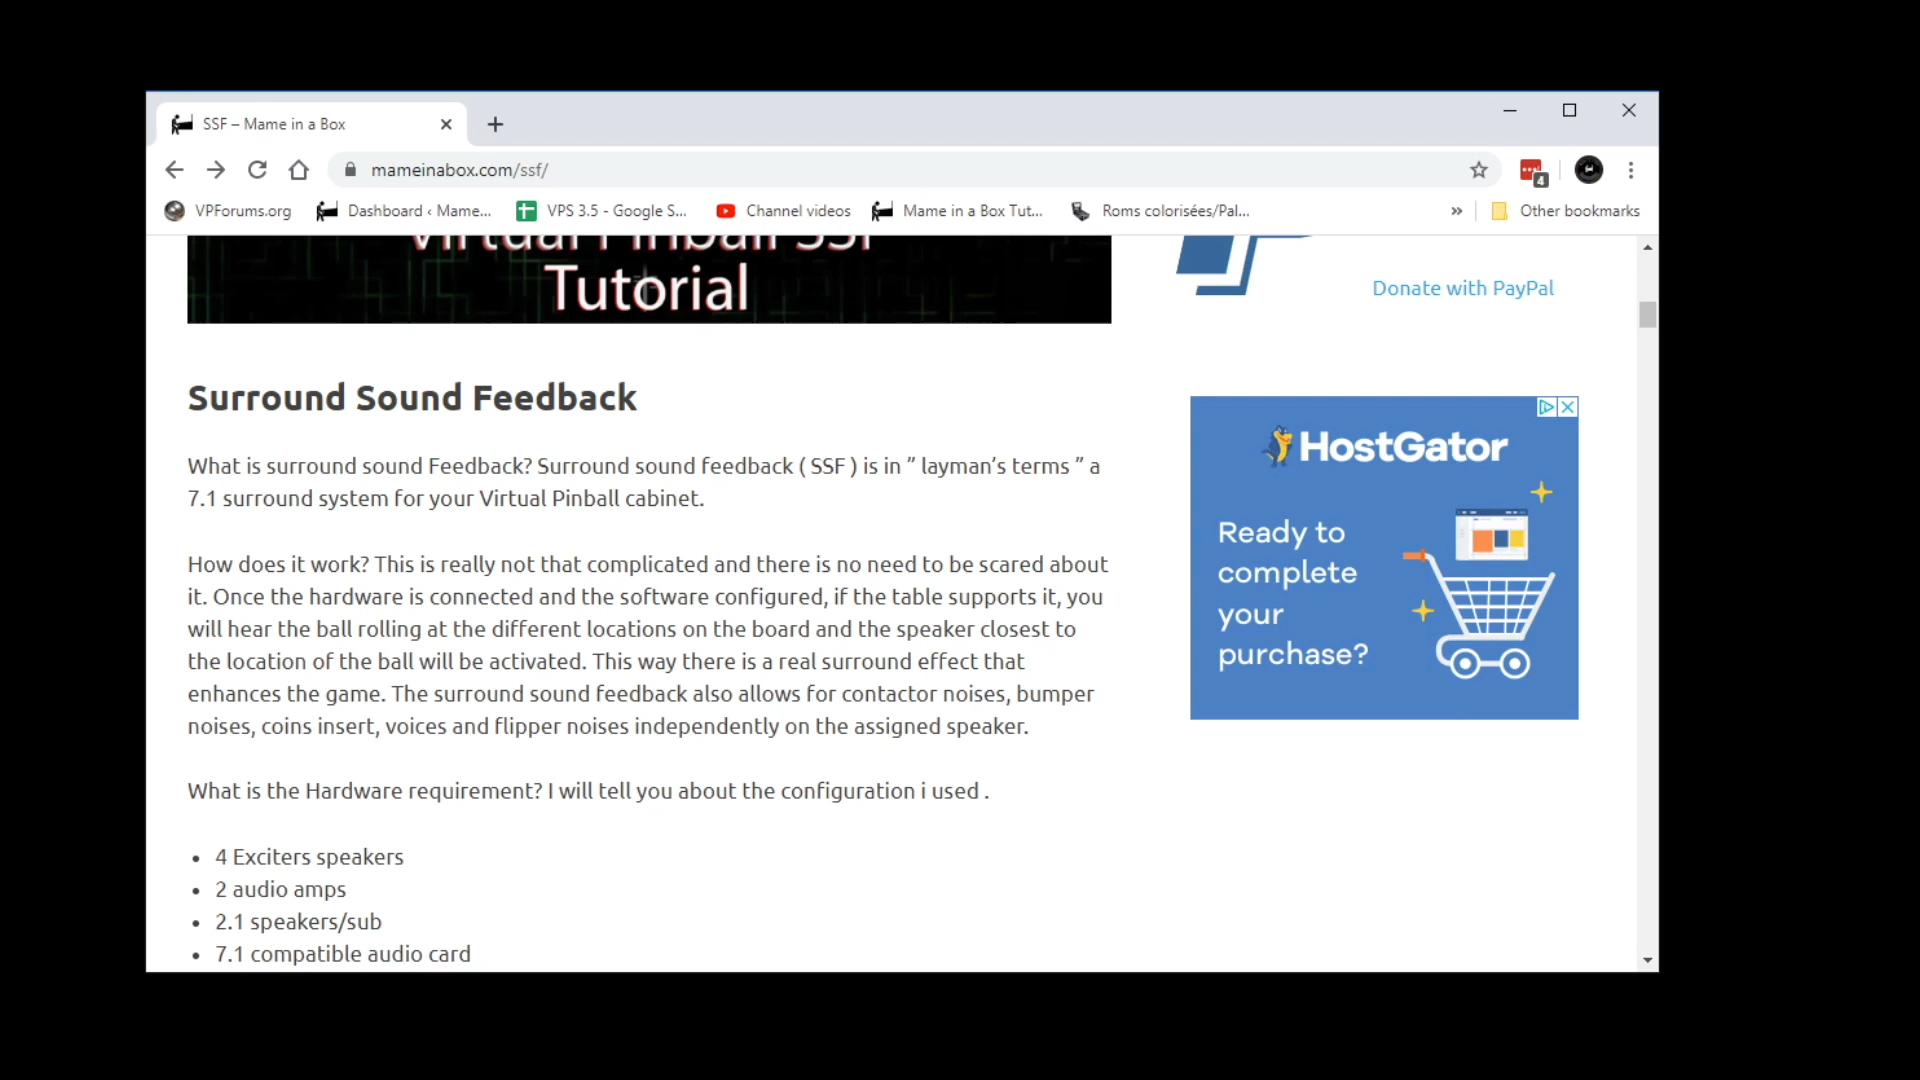 SSF – Mame in a Box
mameinabox.com/ssf/
4
VPForums.org
Dashboard ‹ Mame...
VPS 3.5 - Google S...
Channel videos
Mame in a Box Tut...
Roms colorisées/Pal...
»
Other bookmarks
Virtual Pinball SSF
Tutorial
Donate with PayPal
Surround Sound Feedback
What is surround sound Feedback? Surround sound feedback ( SSF ) is in ” layman’s terms ” a
7.1 surround system for your Virtual Pinball cabinet.
How does it work? This is really not that complicated and there is no need to be scared about
it. Once the hardware is connected and the software configured, if the table supports it, you
will hear the ball rolling at the different locations on the board and the speaker closest to
the location of the ball will be activated. This way there is a real surround effect that
enhances the game. The surround sound feedback also allows for contactor noises, bumper
noises, coins insert, voices and flipper noises independently on the assigned speaker.
What is the Hardware requirement? I will tell you about the configuration i used .
• 4 Exciters speakers
• 2 audio amps
• 2.1 speakers/sub
• 7.1 compatible audio card
HostGator
Ready to
complete
your
purchase?